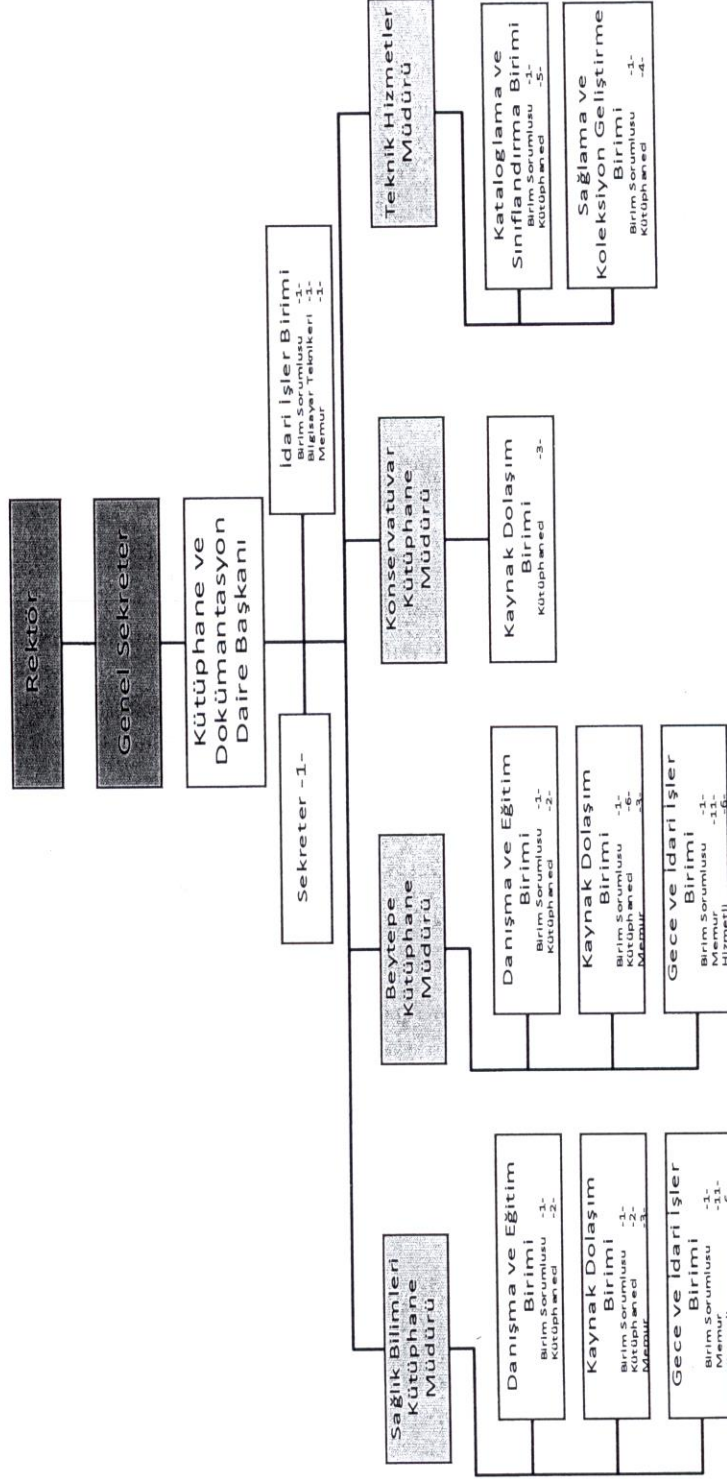 Rektör
Genel Sekreter
Kütüphane ve
Dokümantasyon
Daire Başkanı
Sekreter -1-
İdari İşler Birimi
Birim Sorumlusu -1-
Bilgisayar Teknikeri -1-
Memur -1-
Sağlık Bilimleri
Kütüphane
Müdürü
Danışma ve Eğitim
Birimi
Birim Sorumlusu -1-
Kütüphaneci -2-
Kaynak Dolaşım
Birimi
Birim Sorumlusu -1-
Kütüphaneci -2-
Memur -3-
Gece ve İdari İşler
Birimi
Birim Sorumlusu -1-
Memur -11-
Beytepe
Kütüphane
Müdürü
Danışma ve Eğitim
Birimi
Birim Sorumlusu -1-
Kütüphaneci -2-
Kaynak Dolaşım
Birimi
Birim Sorumlusu -1-
Kütüphaneci -6-
Memur -3-
Gece ve İdari İşler
Birimi
Birim Sorumlusu -1-
Memur -11-
Hizmetli -6-
Konservatuvar
Kütüphane
Müdürü
Kaynak Dolaşım
Birimi
Kütüphaneci -3-
Teknik Hizmetler
Müdürü
Kataloglama ve
Sınıflandırma Birimi
Birim Sorumlusu -1-
Kütüphaneci -5-
Sağlama ve
Koleksiyon Geliştirme
Birimi
Birim Sorumlusu -1-
Kütüphaneci -4-